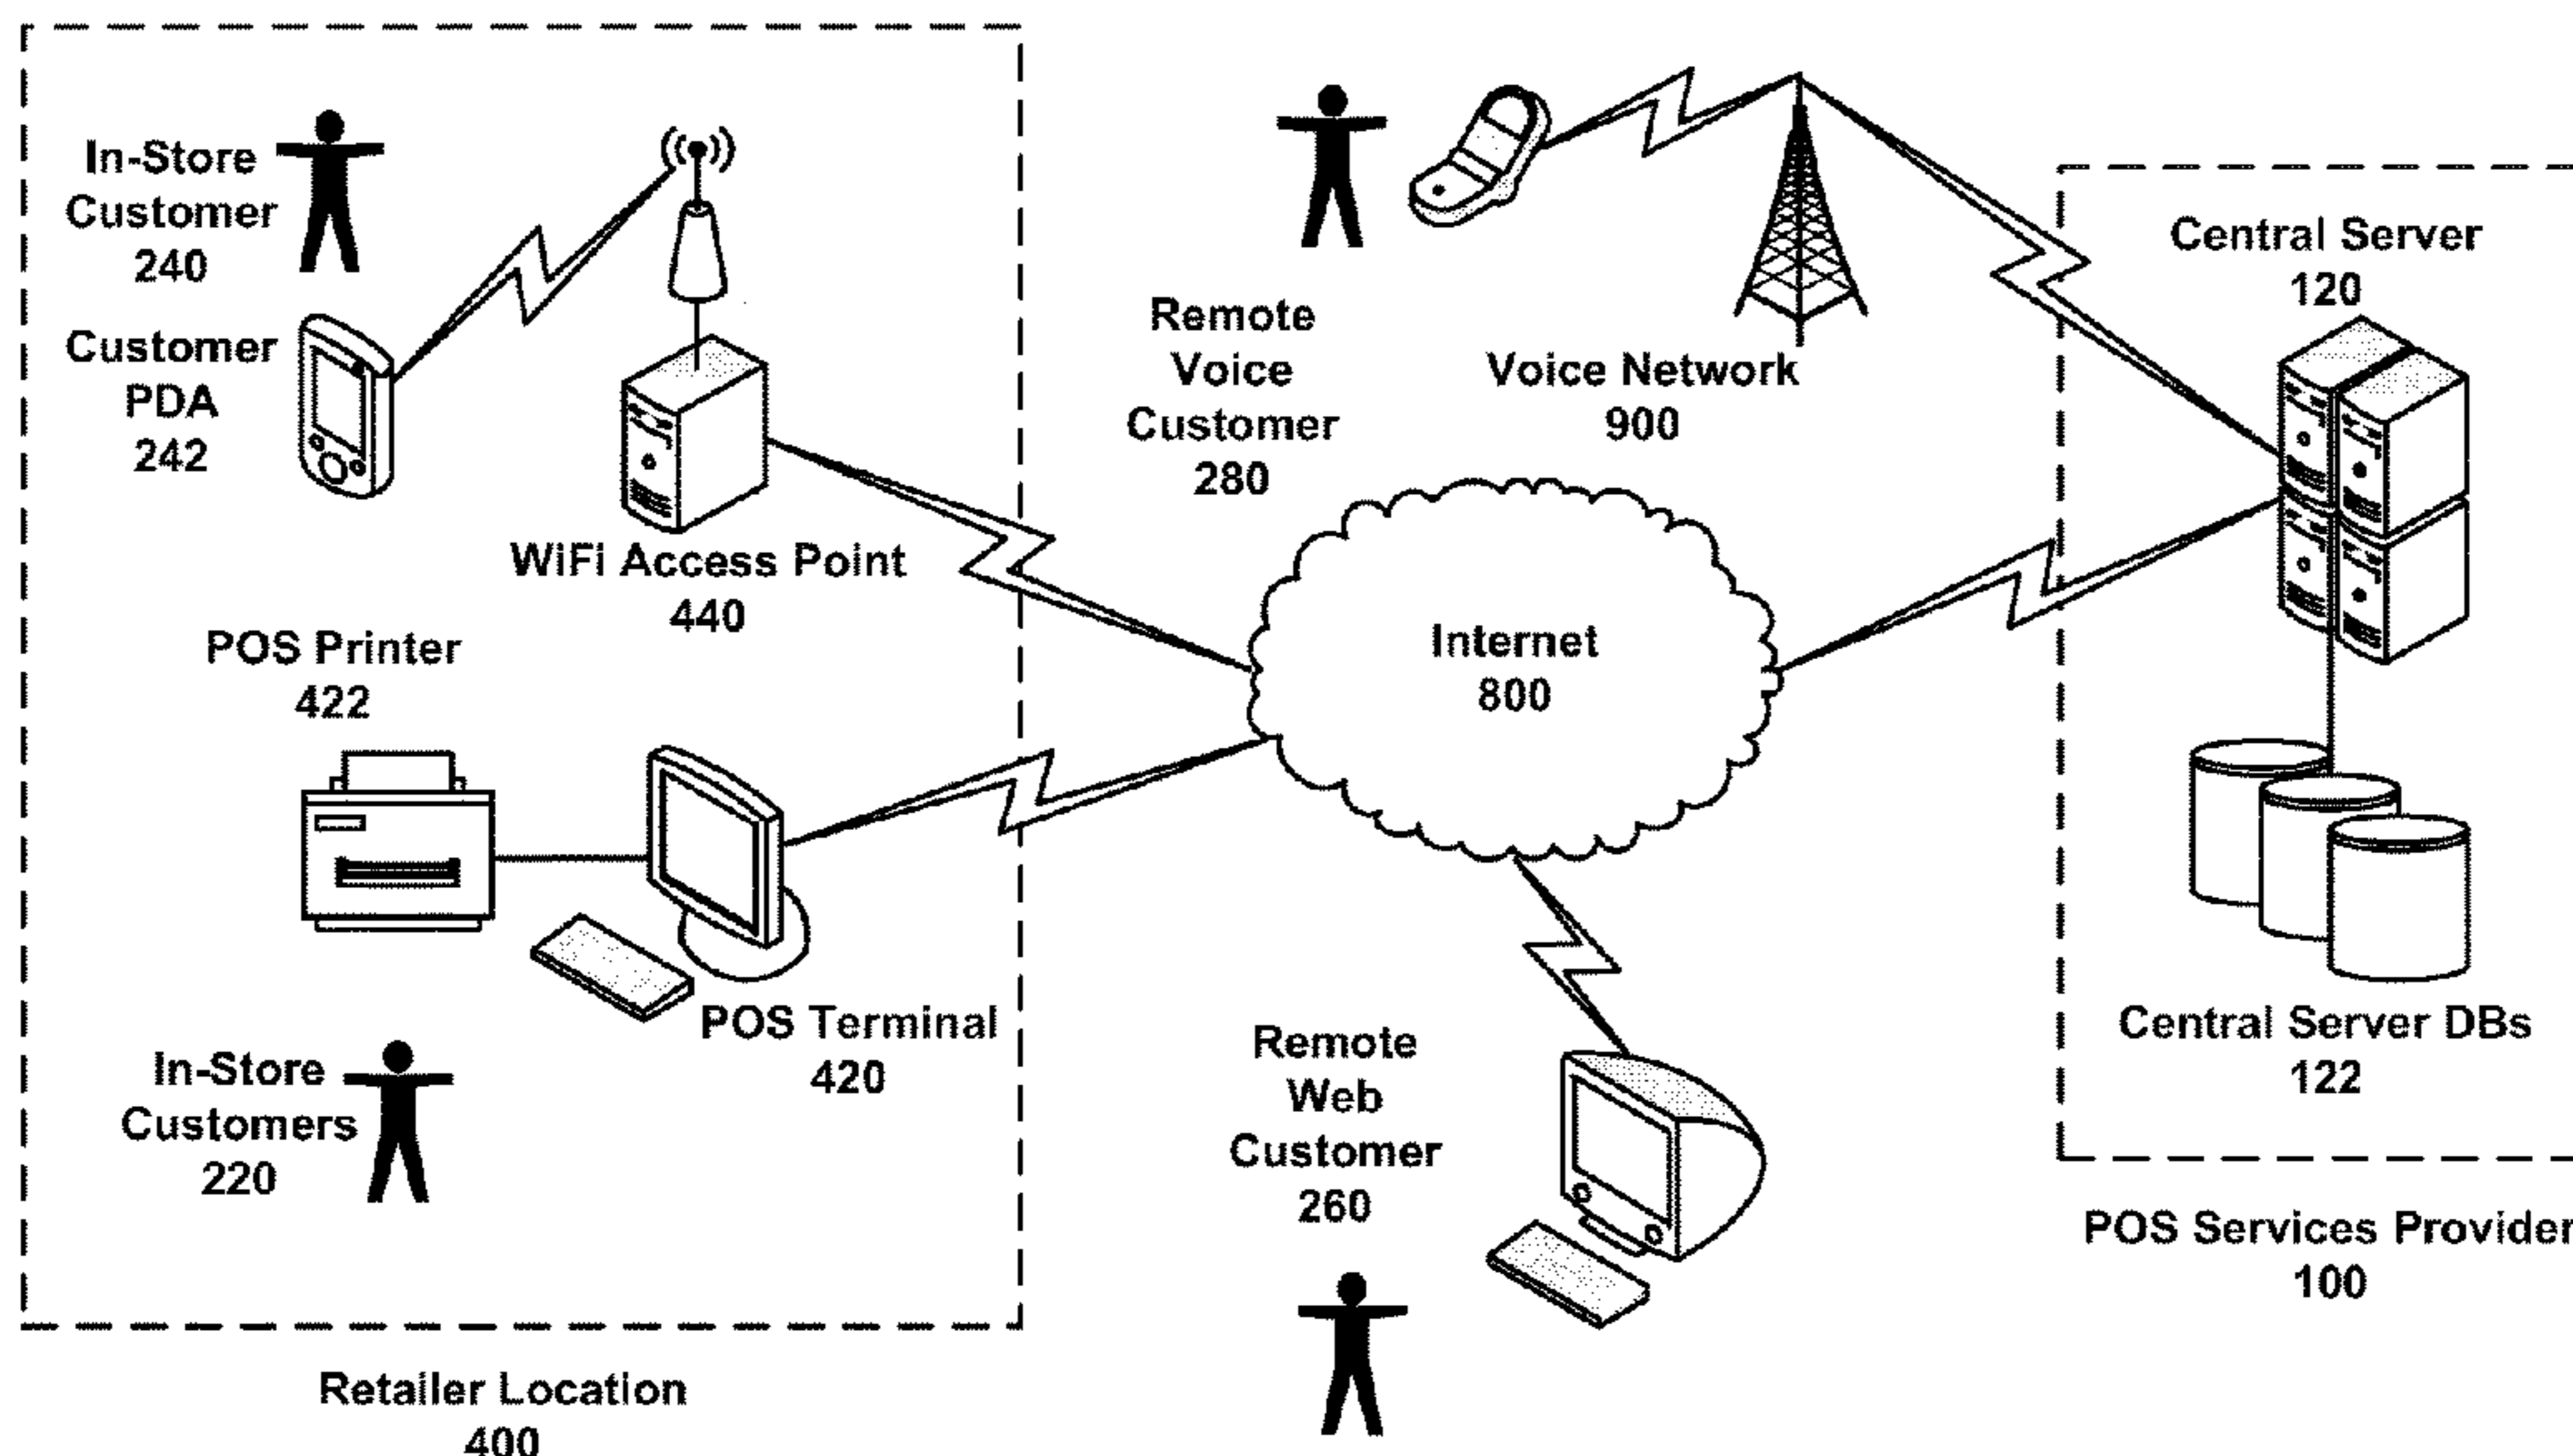 In-Store
Customer
240
Customer
PDA
242
WiFi Access Point
440
POS Printer
422
POS Terminal
420
In-Store
Customers
220
Retailer Location
400
Remote
Voice
Customer
280
Voice Network
900
Internet
800
Remote
Web
Customer
260
Central Server
120
Central Server DBs
122
POS Services Provider
100